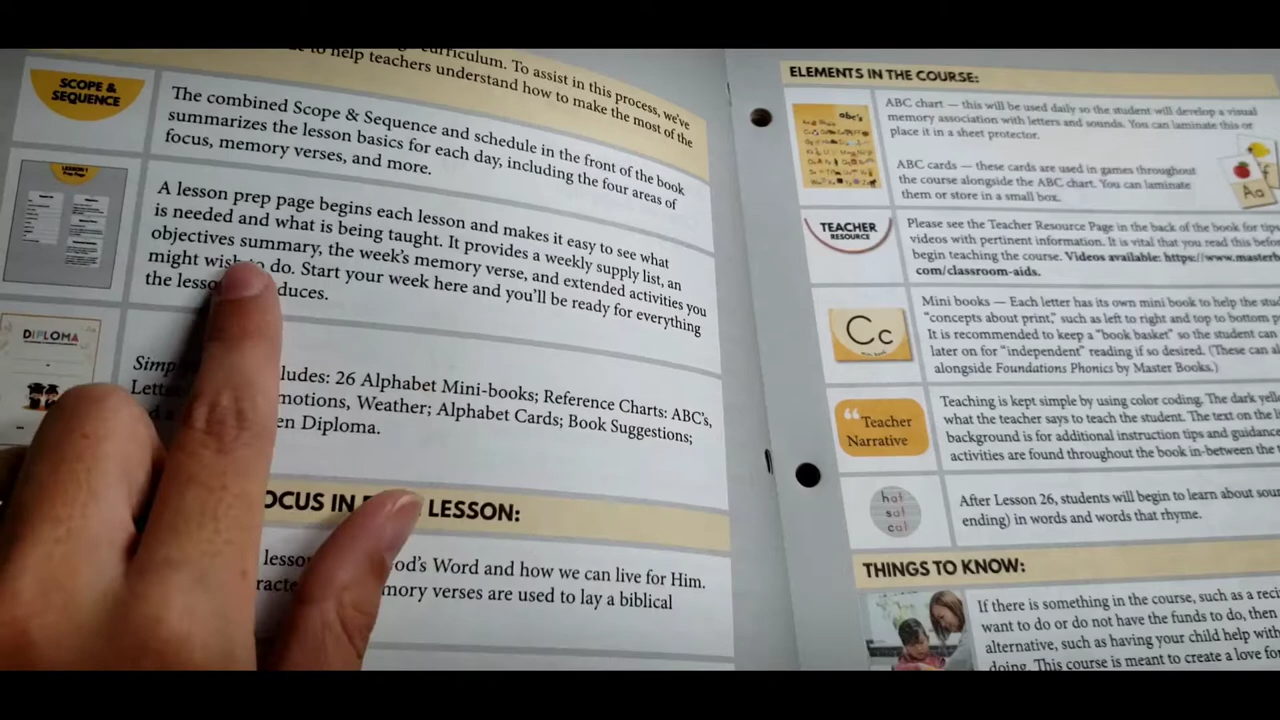 curriculum. To assist in this process, we've
to help teachers understand how to make the most of the
SCOPE &
SEQUENCE
The combined Scope & Sequence and schedule in the front of the book
summarizes the lesson basics for each day, including the four areas of
focus, memory verses, and more.
LESSON 1
Prep Page
A lesson prep page begins each lesson and makes it easy to see what
is needed and what is being taught. It provides a weekly supply list, an
objectives summary, the week's memory verse, and extended activities you
might wish to do. Start your week here and you'll be ready for everything
the duces.
DIPLOMA
ludes: 26 Alphabet Mini-books; Reference Charts: ABC's,
motions, Weather; Alphabet Cards; Book Suggestions;
en Diploma.
OCUS IN LESSON:
od's Word and how we can live for Him.
mory verses are used to lay a biblical
ELEMENTS IN THE COURSE:
abc's
ABC chart — this will be used daily so the student will develop a visual
memory association with letters and sounds. You can laminate this or
place it in a sheet protector.
ABC cards — these cards are used in games throughout
the course alongside the ABC chart. You can laminate
them or store in a small box.
Aa
TEACHER
RESOURCE
Please see the Teacher Resource Page in the back of the book for tips
videos with pertinent information. It is vital that you read this befor
begin teaching the course. Videos available: https://www.masterb
com/classroom-aids.
Cc
mini book
Mini books — Each letter has its own mini book to help the stu
"concepts about print," such as left to right and top to bottom p
It is recommended to keep a "book basket" so the student can
later on for "independent" reading if so desired. (These can al
alongside Foundations Phonics by Master Books.)
"Teacher
Narrative
Teaching is kept simple by using color coding. The dark yell
what the teacher says to teach the student. The text on the l
background is for additional instruction tips and guidanc
activities are found throughout the book in-between the t
hot
sat
cat
After Lesson 26, students will begin to learn about sou
ending) in words and words that rhyme.
THINGS TO KNOW:
If there is something in the course, such as a reci
want to do or do not have the funds to do, then
alternative, such as having your child help with
doing. This course is meant to create a love for